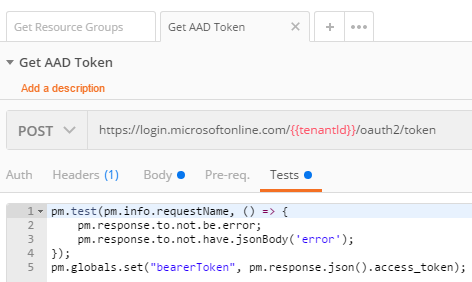 Get Resource Groups
Get AAD Token
Get AAD Token
Add a description
POST https://login.microsoftonline.com/{{tenantId}}/oauth2/token
Auth Headers (1) Body Pre-req. Tests
1 pm.test(pm.info.requestName, () => {
2 pm.response.to.not.be.error;
3 pm.response.to.not.have.jsonBody('error');
4 });
5 pm.globals.set("bearerToken", pm.response.json().access_token);